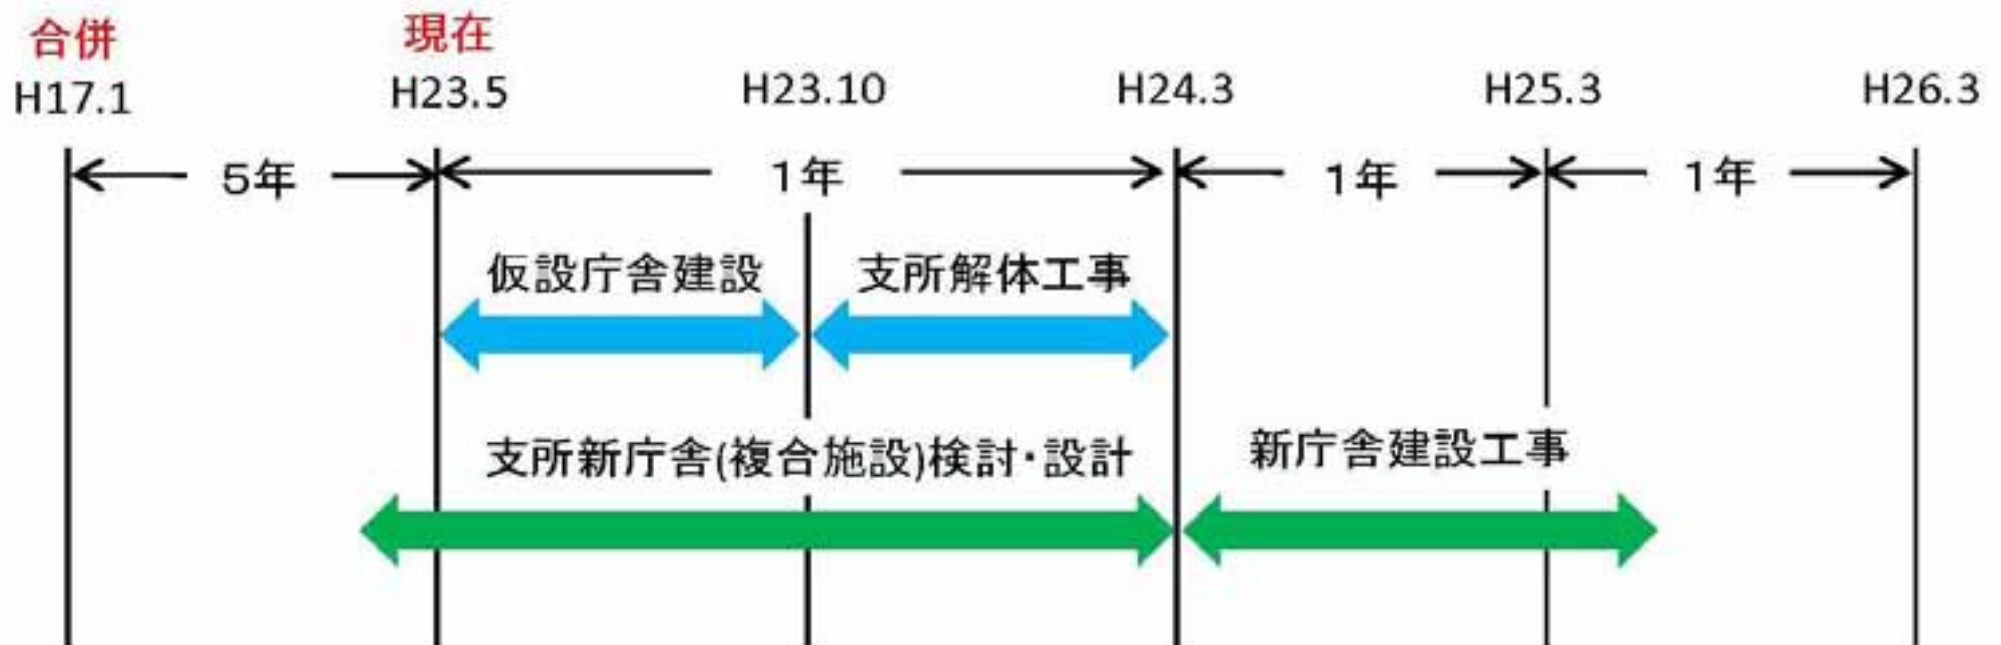 合併 現在
H17.1 H23.5 H23.10 H24.3 H25.3 H26.3
5年 1年 1年 1年
仮設庁舎建設 支所解体工事
支所新庁舎(複合施設)検討・設計 新庁舎建設工事